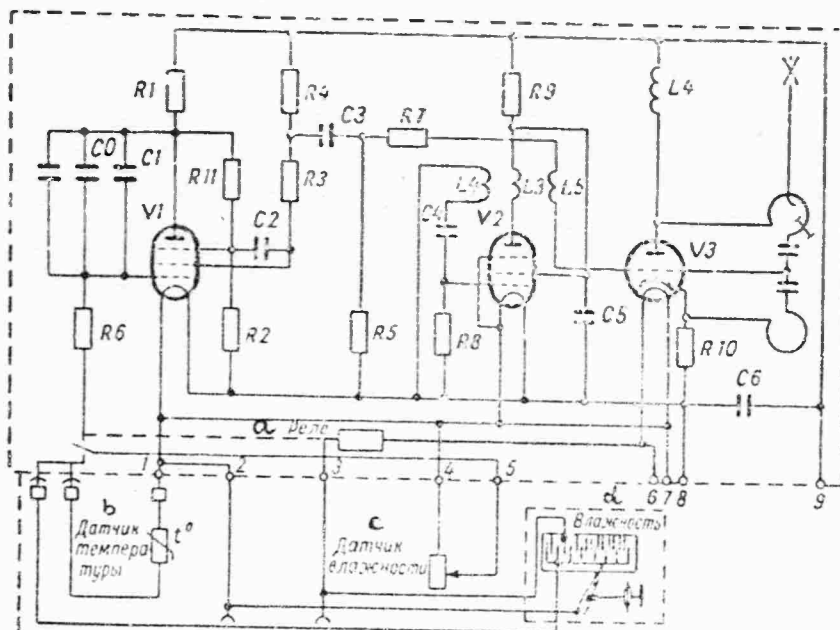 R1
R4
R9
L4
C0
C1
C3
R7
R11
R3
L4
L3
L5
V1
C2
C4
V2
V3
R6
R2
R5
R8
C5
R10
C6
a Реле
1
2
3
4
5
6
7
8
9
d
b
Датчик
темпера
туры
t°
c
Датчик
влажности
Влажность